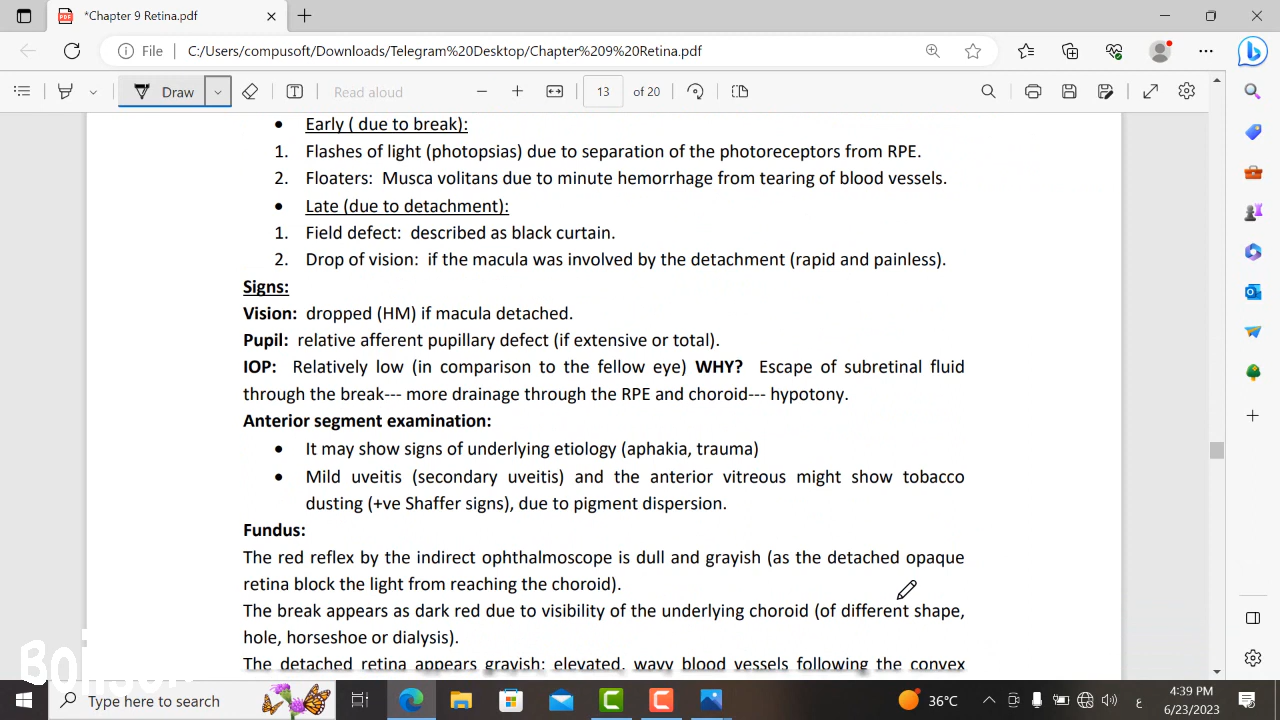 *Chapter 9 Retina.pdf
File C:/Users/compusoft/Downloads/Telegram%20Desktop/Chapter%209%20Retina.pdf
Draw Read aloud 13 of 20
• Early ( due to break):
1. Flashes of light (photopsias) due to separation of the photoreceptors from RPE.
2. Floaters: Musca volitans due to minute hemorrhage from tearing of blood vessels.
• Late (due to detachment):
1. Field defect: described as black curtain.
2. Drop of vision: if the macula was involved by the detachment (rapid and painless).
Signs:
Vision: dropped (HM) if macula detached.
Pupil: relative afferent pupillary defect (if extensive or total).
IOP: Relatively low (in comparison to the fellow eye) WHY? Escape of subretinal fluid
through the break--- more drainage through the RPE and choroid--- hypotony.
Anterior segment examination:
• It may show signs of underlying etiology (aphakia, trauma)
• Mild uveitis (secondary uveitis) and the anterior vitreous might show tobacco
dusting (+ve Shaffer signs), due to pigment dispersion.
Fundus:
The red reflex by the indirect ophthalmoscope is dull and grayish (as the detached opaque
retina block the light from reaching the choroid).
The break appears as dark red due to visibility of the underlying choroid (of different shape,
hole, horseshoe or dialysis).
The detached retina appears grayish; elevated, wavy blood vessels following the convex
Type here to search
36°C
ع
4:39 PM
6/23/2023